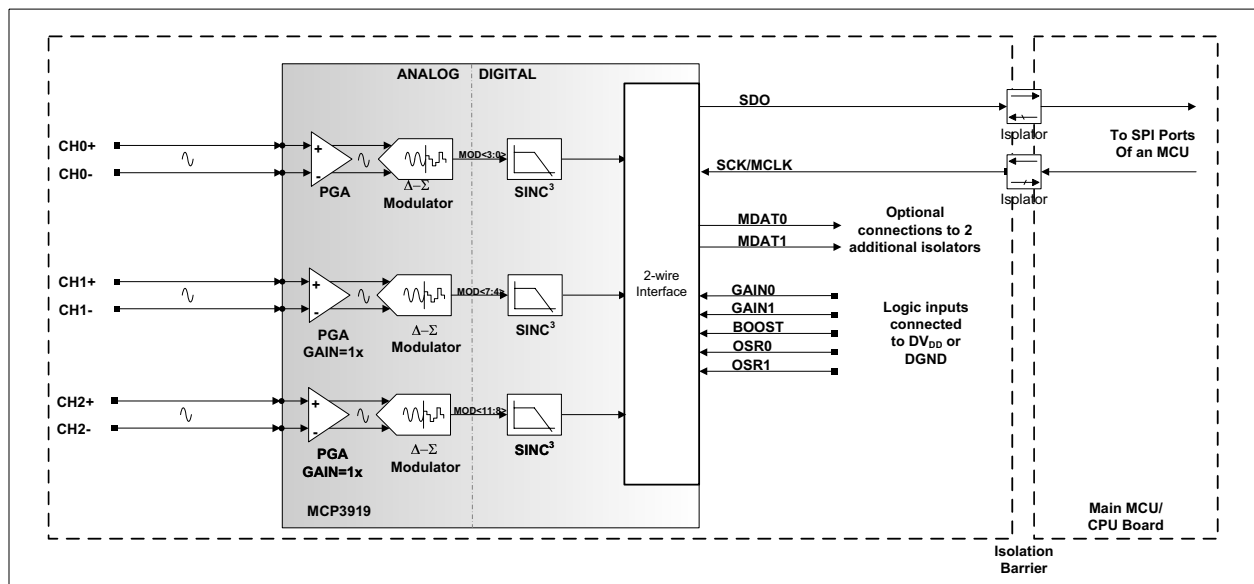 ANALOG DIGITAL
CH0+
CH0-
PGA
Δ–Σ
Modulator
MOD<3:0>
SINC³
CH1+
CH1-
PGA
GAIN=1x
Δ–Σ
Modulator
MOD<7:4>
SINC³
CH2+
CH2-
PGA
GAIN=1x
Δ–Σ
Modulator
MOD<11:8>
SINC³
MCP3919
2-wire
Interface
SDO
SCK/MCLK
MDAT0
MDAT1
Optional
connections to 2
additional isolators
GAIN0
GAIN1
BOOST
OSR0
OSR1
Logic inputs
connected
to DVDD or
DGND
Isolator
Isolator
To SPI Ports
Of an MCU
Isolation
Barrier
Main MCU/
CPU Board